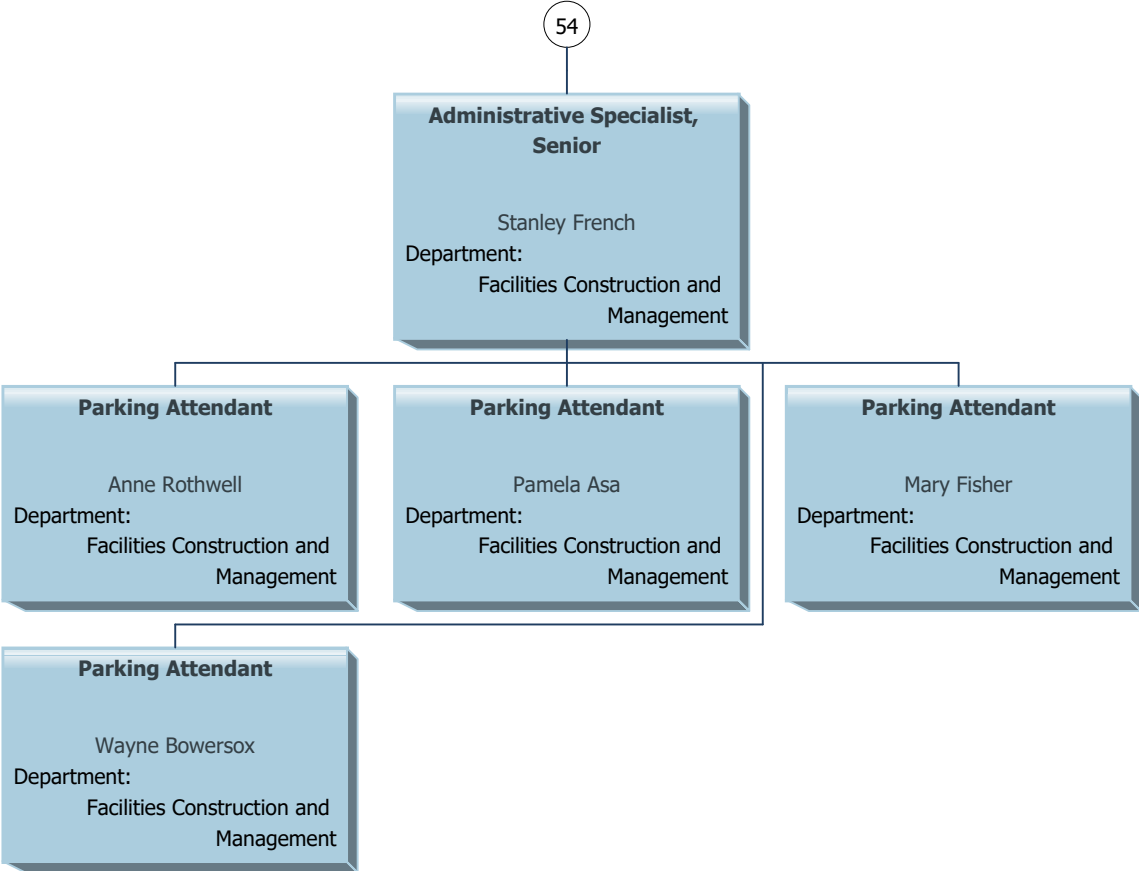 54
Administrative Specialist,
Senior
Stanley French
Department:
Facilities Construction and
Management
Parking Attendant
Anne Rothwell
Department:
Facilities Construction and
Management
Parking Attendant
Pamela Asa
Department:
Facilities Construction and
Management
Parking Attendant
Mary Fisher
Department:
Facilities Construction and
Management
Parking Attendant
Wayne Bowersox
Department:
Facilities Construction and
Management